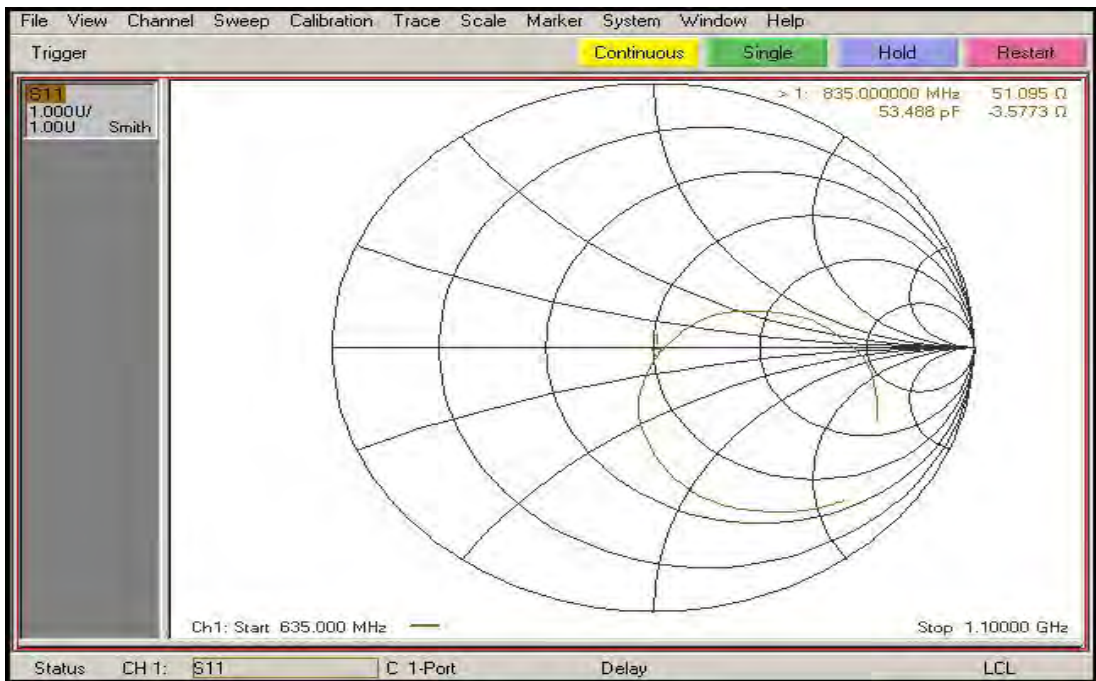 File View Channel Sweep Calibration Trace Scale Marker System Window Help
Trigger Continuous Single Hold Restart
S11
1.000U/
1.00U Smith
> 1: 835.000000 MHz 51.095 Ω
53.488 pF -3.5773 Ω
1
Ch1: Start 635.000 MHz
Stop 1.10000 GHz
Status CH 1: S11 C 1-Port Delay LCL